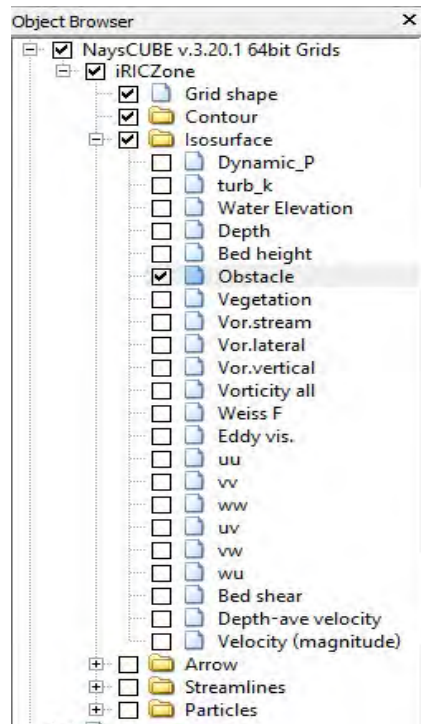 Object Browser
NaysCUBE v.3.20.1 64bit Grids
iRICZone
Grid shape
Contour
Isosurface
Dynamic_P
turb_k
Water Elevation
Depth
Bed height
Obstacle
Vegetation
Vor.stream
Vor.lateral
Vor.vertical
Vorticity all
Weiss F
Eddy vis.
uu
vv
ww
uv
vw
wu
Bed shear
Depth-ave velocity
Velocity (magnitude)
Arrow
Streamlines
Particles